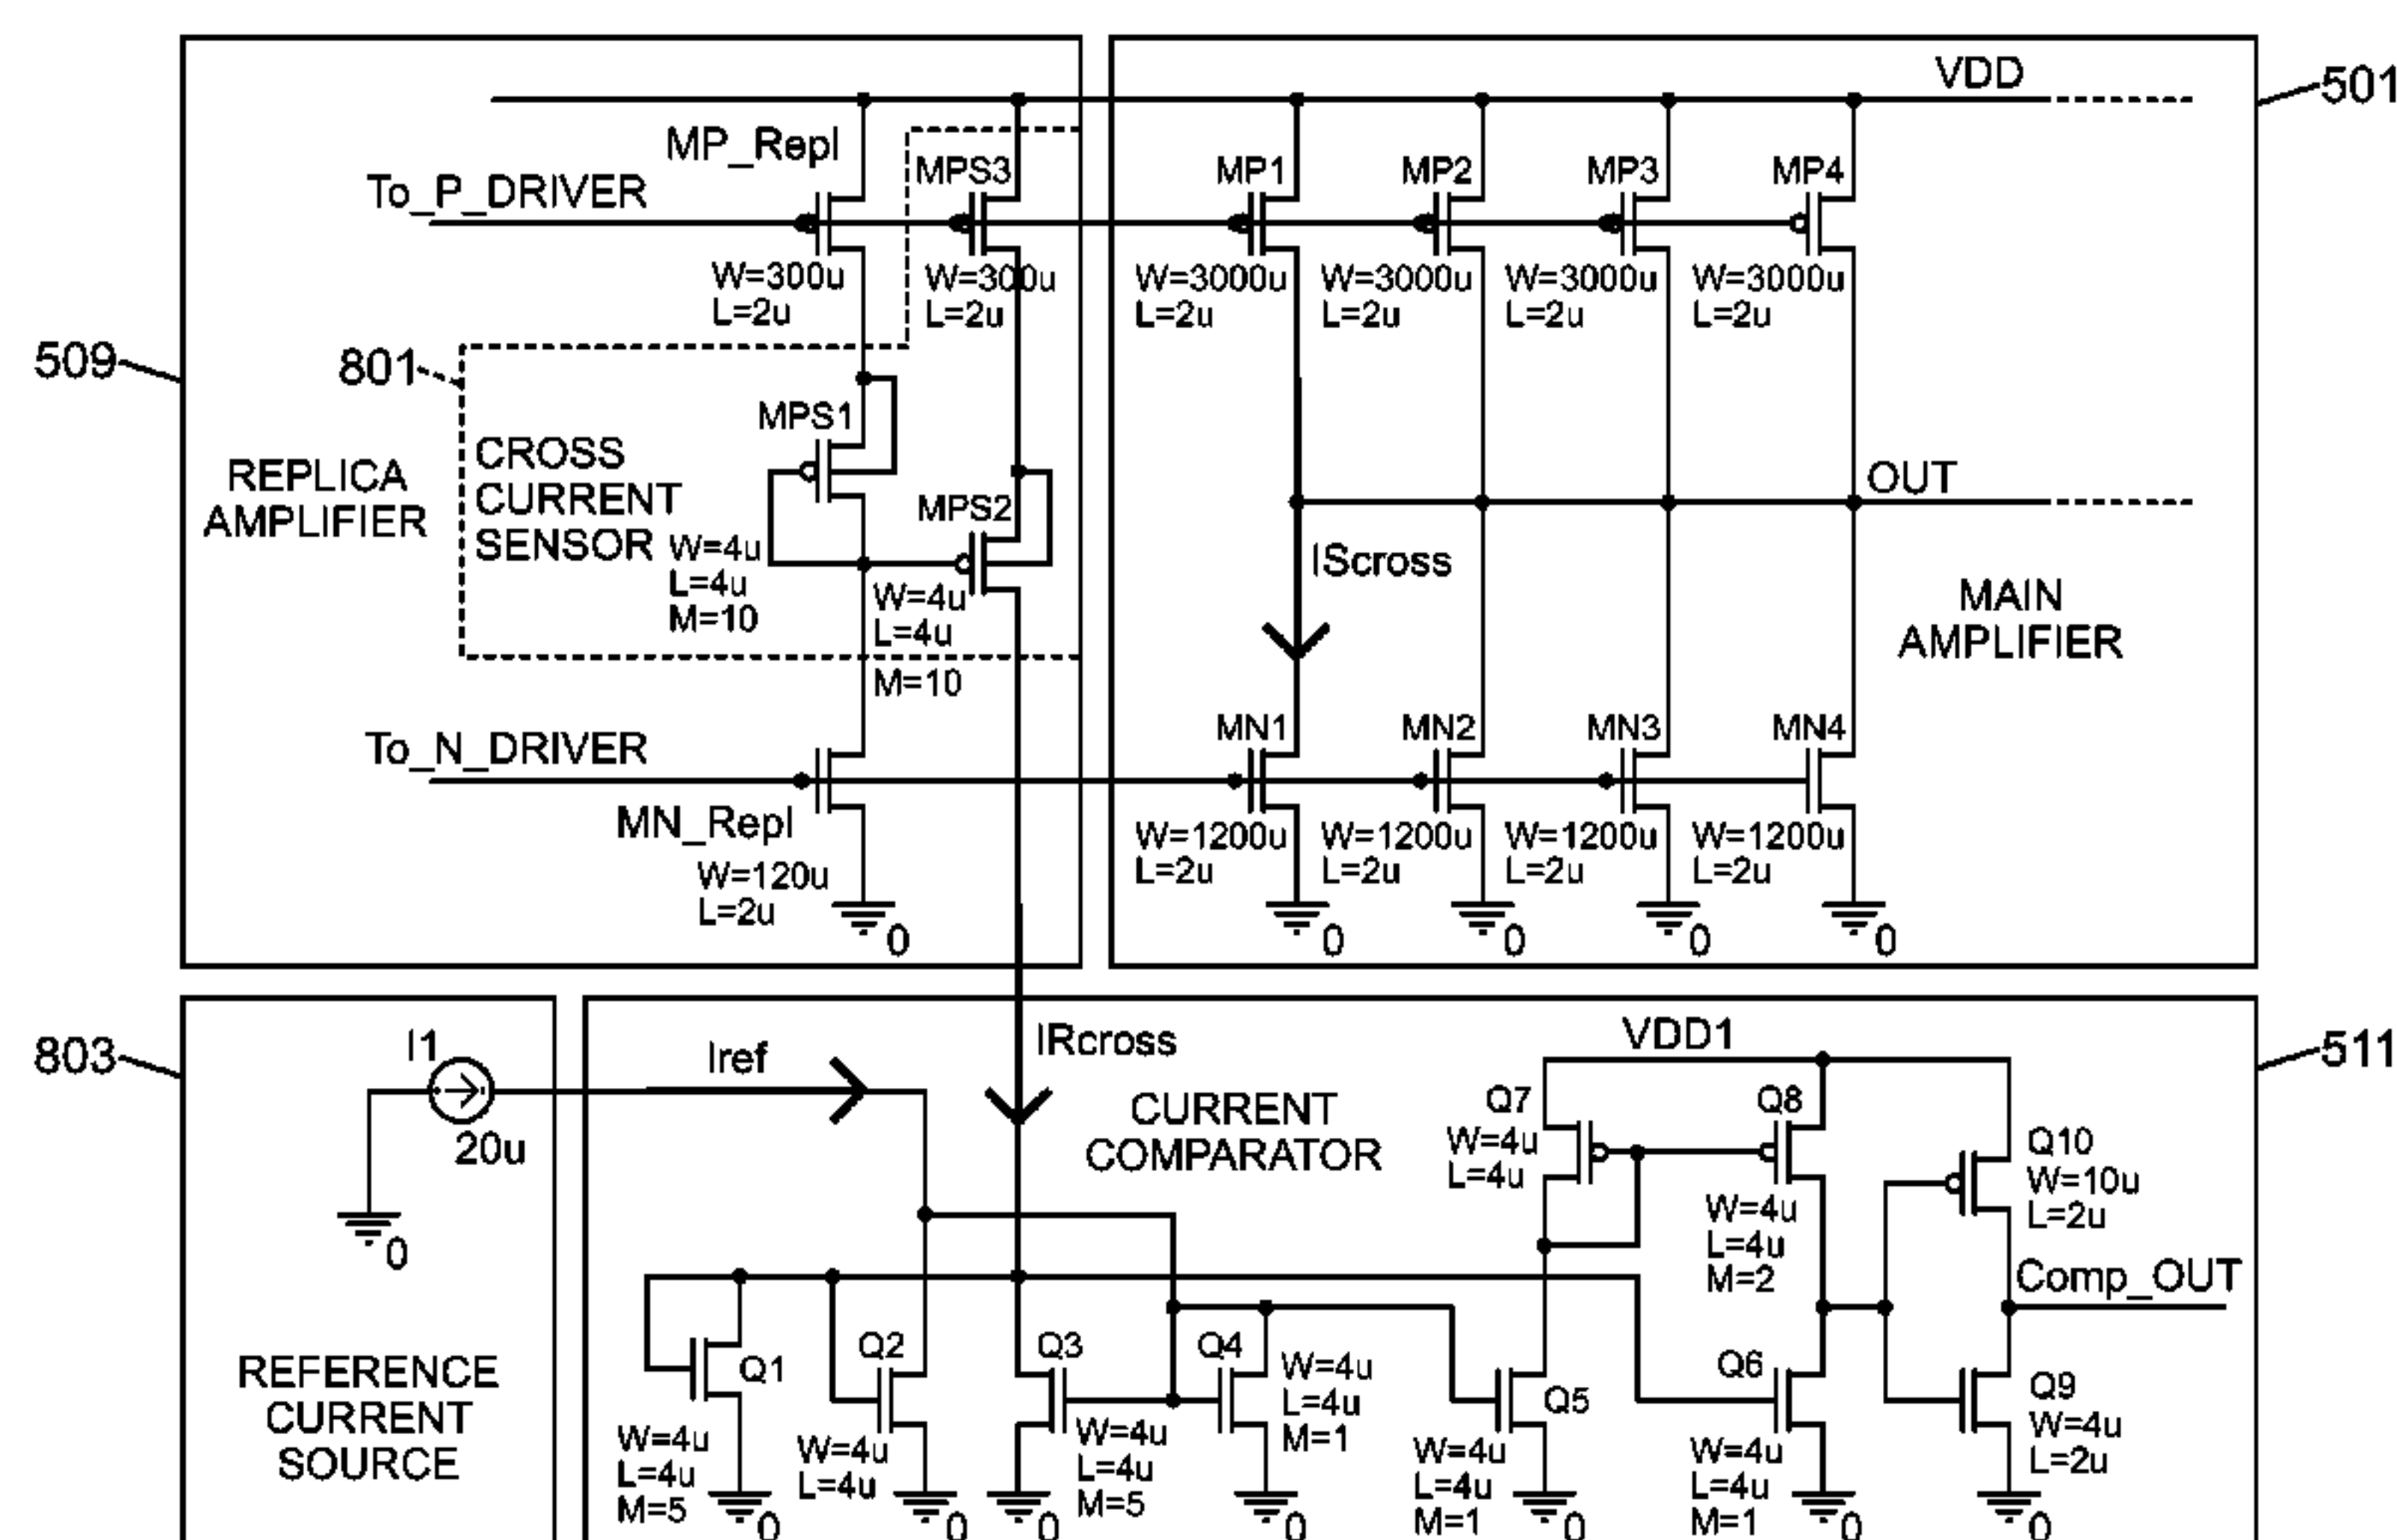 VDD
501
MP_Repl
To_P_DRIVER
MPS3
MP1
MP2
MP3
MP4
W=300u
L=2u
W=300u
L=2u
W=3000u
L=2u
W=3000u
L=2u
W=3000u
L=2u
W=3000u
L=2u
509
801
MPS1
REPLICA
AMPLIFIER
CROSS
CURRENT
SENSOR
W=4u
L=4u
M=10
MPS2
W=4u
L=4u
M=10
OUT
IScross
MAIN
AMPLIFIER
To_N_DRIVER
MN_Repl
W=120u
L=2u
0
MN1
MN2
MN3
MN4
W=1200u
L=2u
W=1200u
L=2u
W=1200u
L=2u
W=1200u
L=2u
0
0
0
0
803
I1
20u
0
REFERENCE
CURRENT
SOURCE
Iref
IRcross
CURRENT
COMPARATOR
VDD1
511
Q7
W=4u
L=4u
Q8
W=4u
L=4u
M=2
Q10
W=10u
L=2u
Comp_OUT
Q1
W=4u
L=4u
M=5
0
Q2
W=4u
L=4u
0
Q3
W=4u
L=4u
M=5
0
Q4
W=4u
L=4u
M=1
0
Q5
W=4u
L=4u
M=1
0
Q6
W=4u
L=4u
M=1
0
Q9
W=4u
L=2u
0